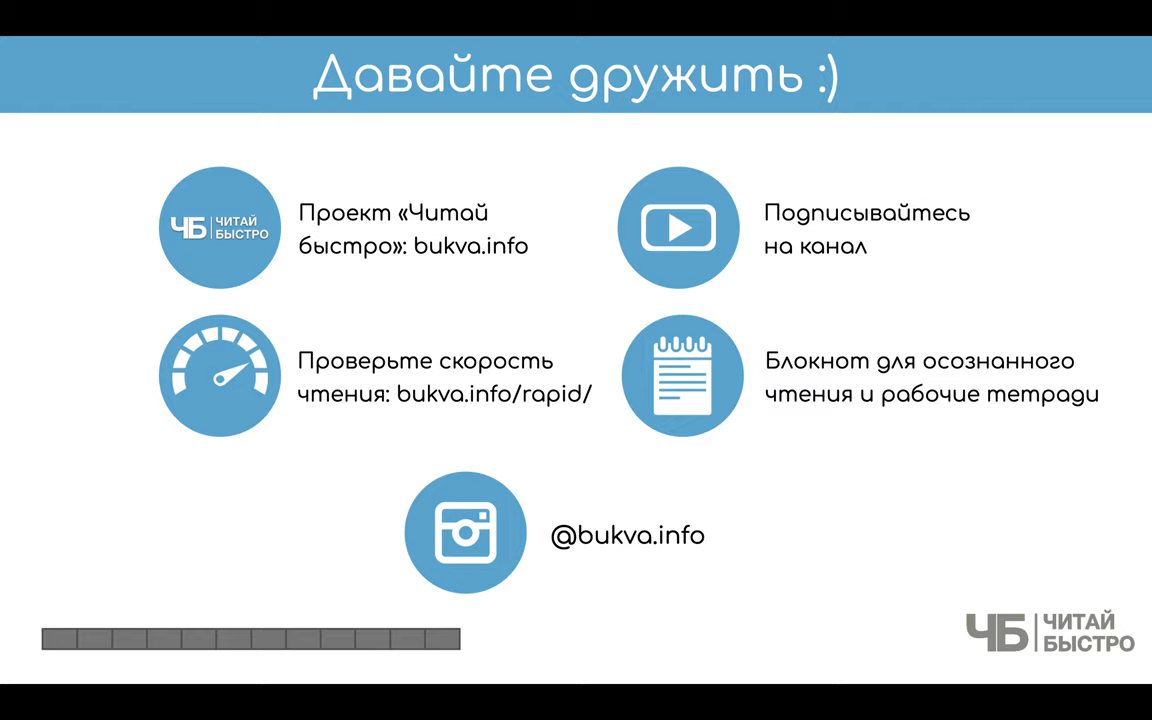 Давайте дружить :)
ЧБ ЧИТАЙ
БЫСТРО
Проект «Читай
быстро»: bukva.info
Подписывайтесь
на канал
Проверьте скорость
чтения: bukva.info/rapid/
Блокнот для осознанного
чтения и рабочие тетради
@bukva.info
ЧБ ЧИТАЙ
БЫСТРО